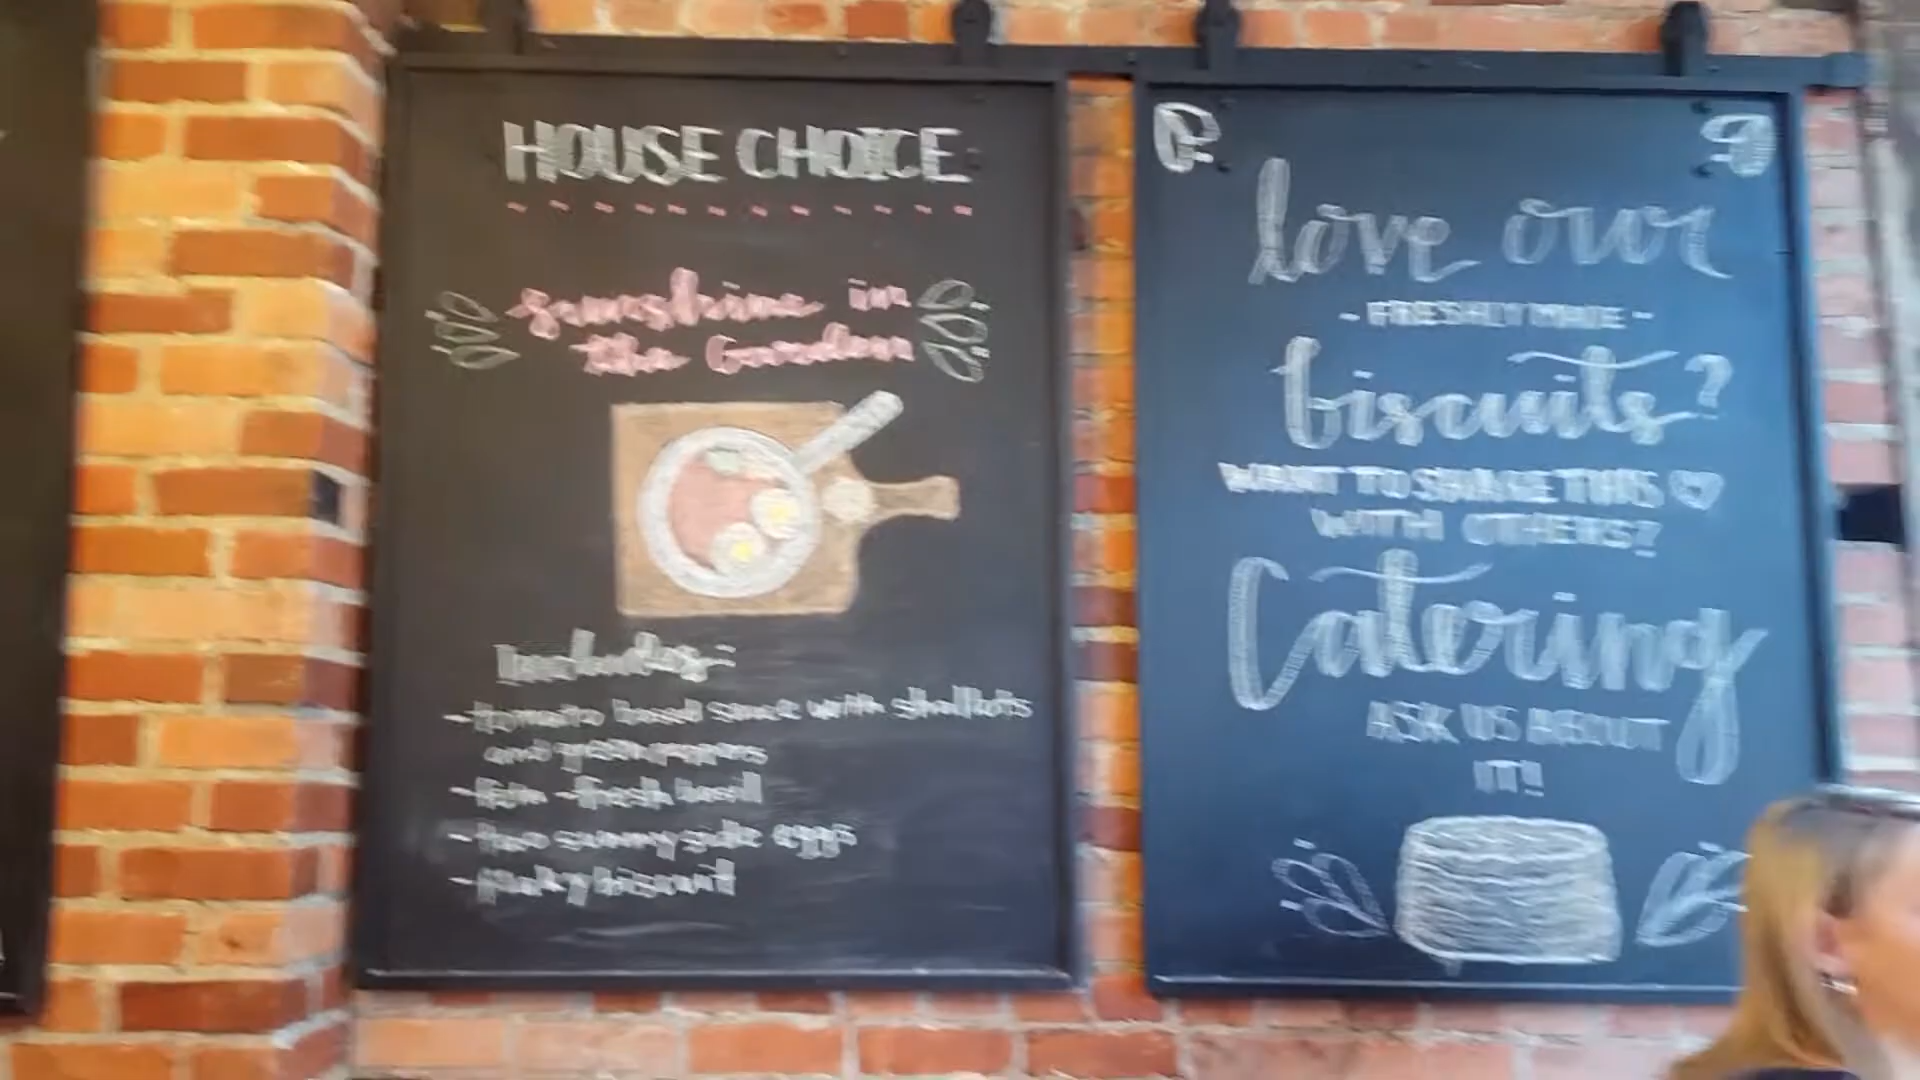 HOUSE CHOICE
sunshine in
the Garden
Includes:
-tomato based sauce with shallots
and green peppers
- fresh basil
-two sunny side eggs
-flaky biscuit
love our
- FRESHLY MADE -
biscuits?
WANT TO SHARE THIS
WITH OTHERS?
Catering
ASK US ABOUT
IT!